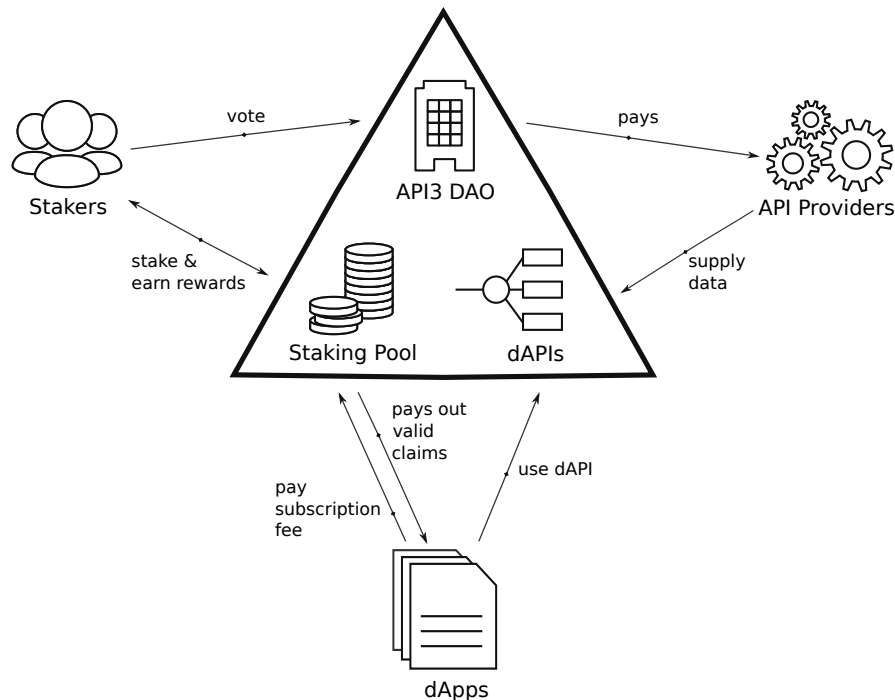 vote
pays
API3 DAO
Stakers
API Providers
stake &
earn rewards
supply
data
Staking Pool
dAPIs
pays out
valid
claims
use dAPI
pay
subscription
fee
dApps